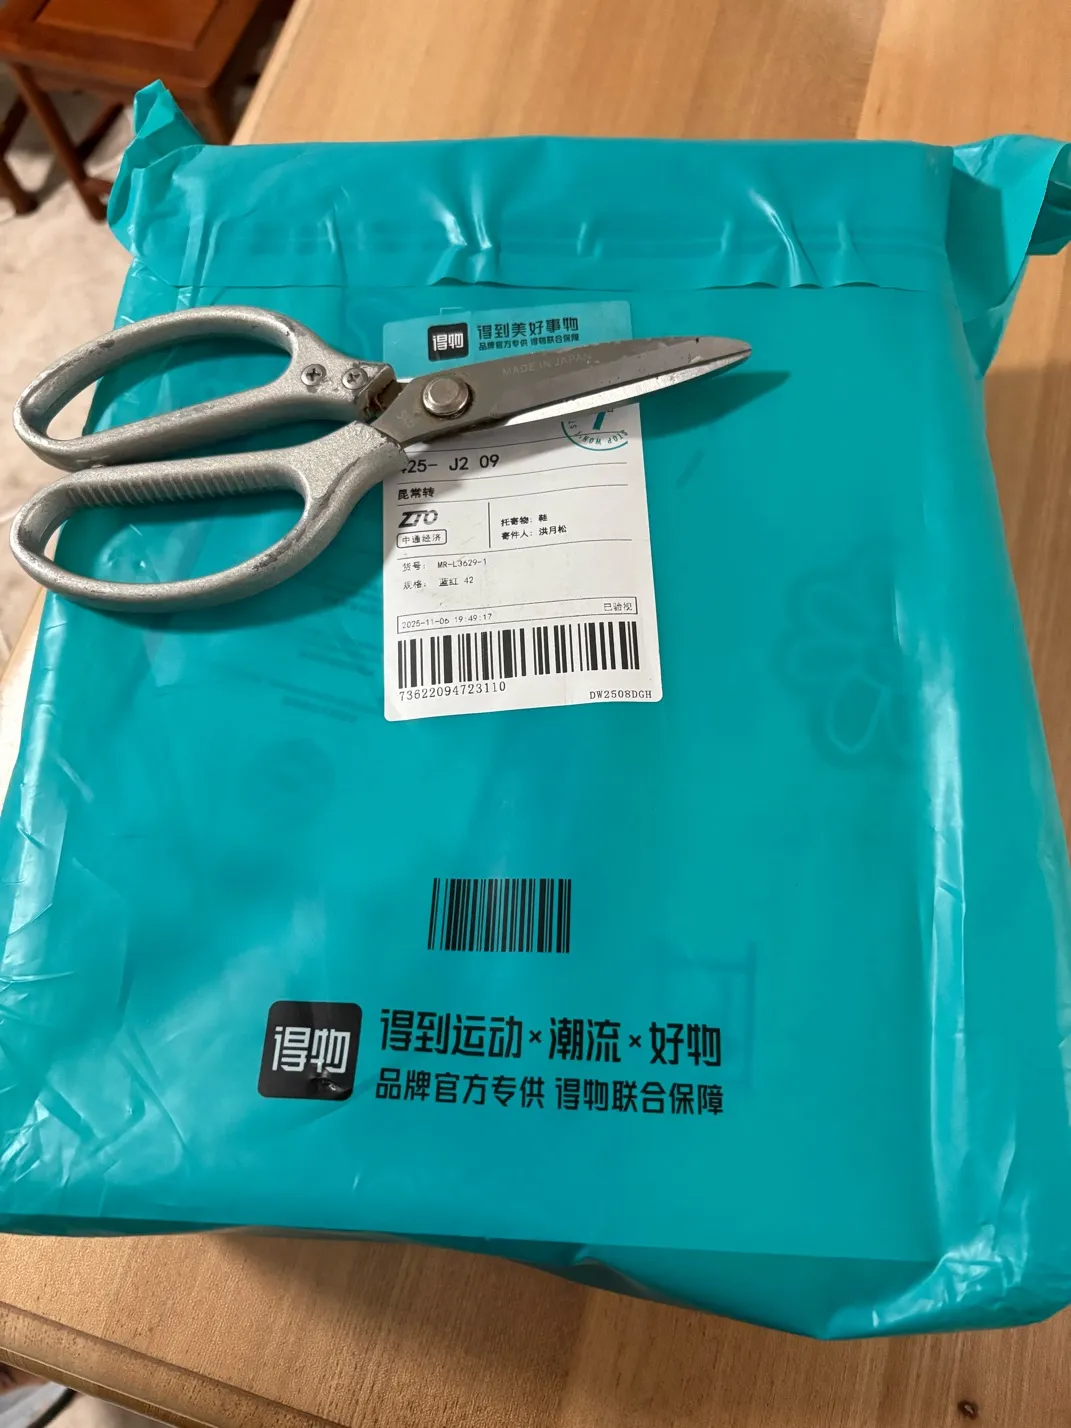 得物
得到美好事物
品牌官方专供 得物联合保障
MADE IN JAPAN
425- J2 09
昆常转
ZTO
中通经济
托寄物: 鞋
寄件人: 洪月松
货号: MR-L3629-1
规格: 蓝红 42
2025-11-06 19:49:17
已验视
73622094723110
DW2508DGH
得物
得到运动×潮流×好物
品牌官方专供 得物联合保障